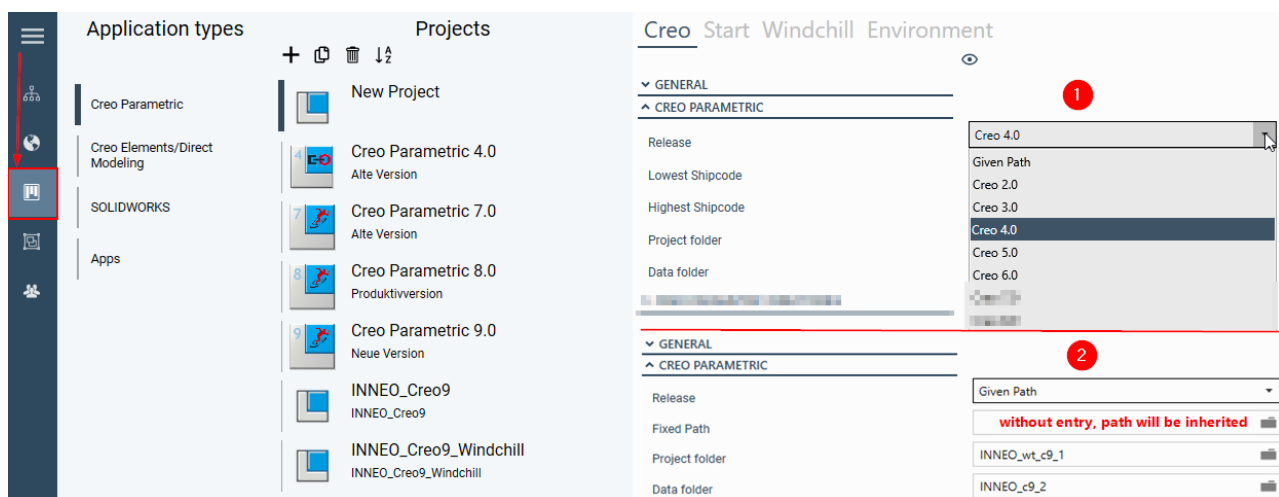 Application types
Creo Parametric
Creo Elements/Direct
Modeling
SOLIDWORKS
Apps
Projects
New Project
4
Creo Parametric 4.0
Alte Version
7
Creo Parametric 7.0
Alte Version
8
Creo Parametric 8.0
Produktivversion
9
Creo Parametric 9.0
Neue Version
INNEO_Creo9
INNEO_Creo9
INNEO_Creo9_Windchill
INNEO_Creo9_Windchill
Creo Start Windchill Environment
GENERAL
1
CREO PARAMETRIC
Release
Creo 4.0
Lowest Shipcode
Highest Shipcode
Project folder
Data folder
Given Path
Creo 2.0
Creo 3.0
Creo 4.0
Creo 5.0
Creo 6.0
GENERAL
2
CREO PARAMETRIC
Release
Given Path
Fixed Path
without entry, path will be inherited
Project folder
INNEO_wt_c9_1
Data folder
INNEO_c9_2